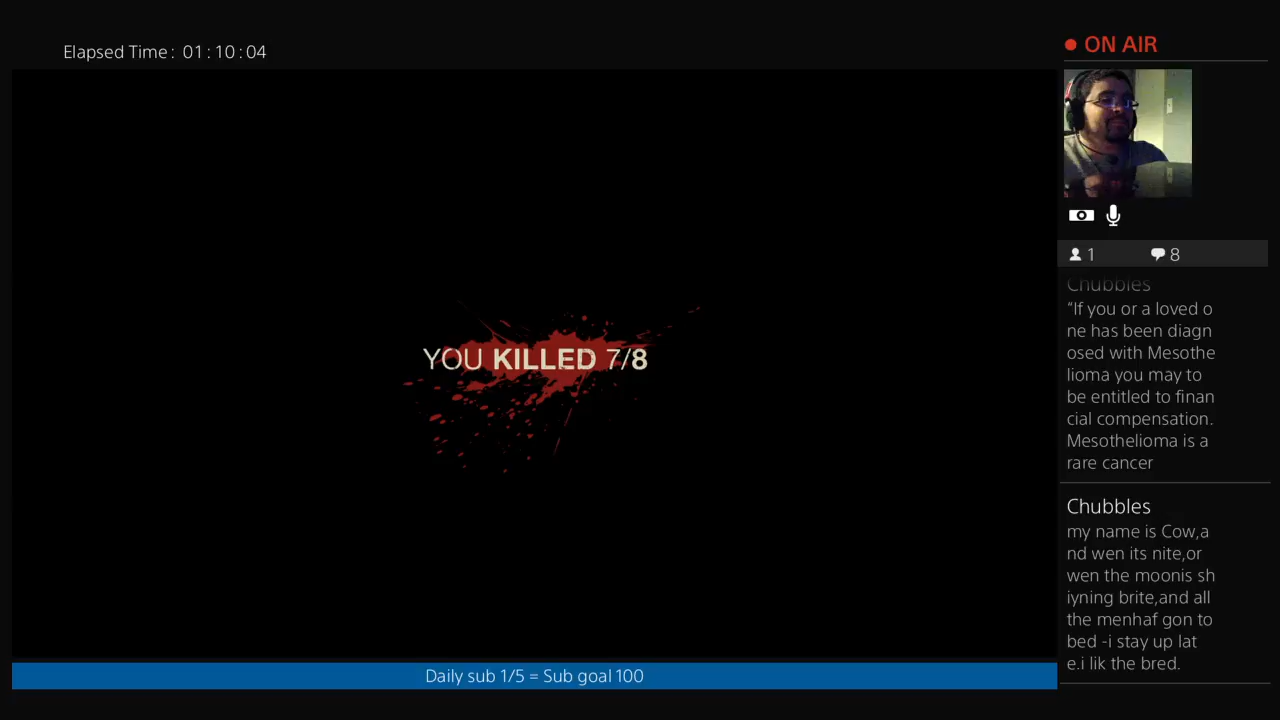 Elapsed Time: 01:10:04
ON AIR
1 8
Chubbles
“If you or a loved o
ne has been diagn
osed with Mesothe
lioma you may to
be entitled to finan
cial compensation.
Mesothelioma is a
rare cancer
YOU KILLED 7/8
Chubbles
my name is Cow,a
nd wen its nite,or
wen the moonis sh
iyning brite,and all
the menhaf gon to
bed -i stay up lat
e.i lik the bred.
Daily sub 1/5 = Sub goal 100